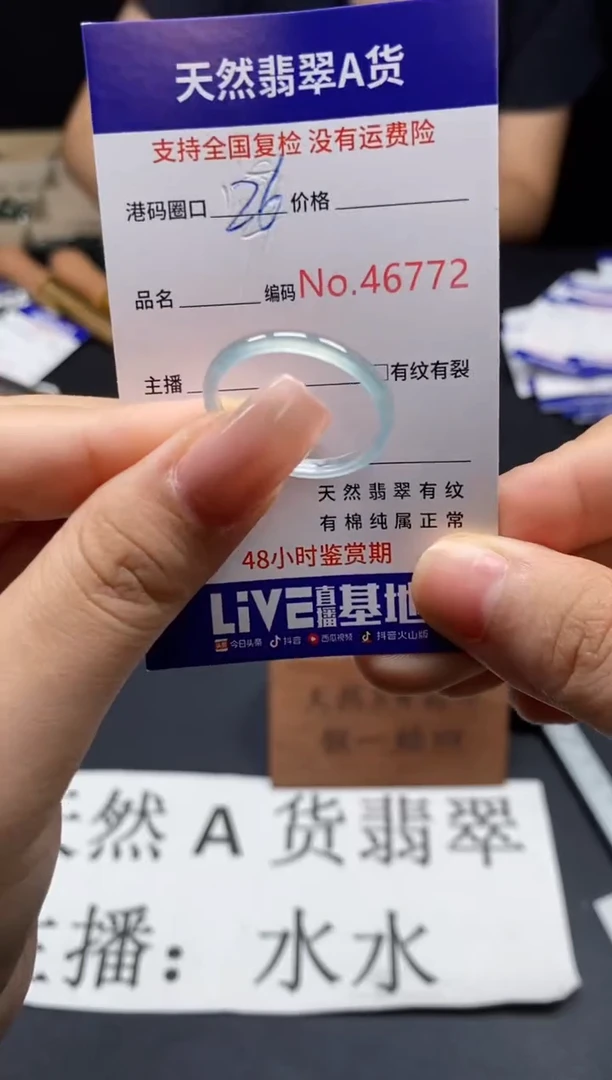 天然翡翠A货
支持全国复检 没有运费险
港码圈口 26 价格
品名 编码 No.46772
主播 □有纹有裂
天然翡翠有纹
有棉纯属正常
48小时鉴赏期
LiVE直播基地
今日头条 抖音 西瓜视频 抖音火山版
然 A 货翡翠
播：水水